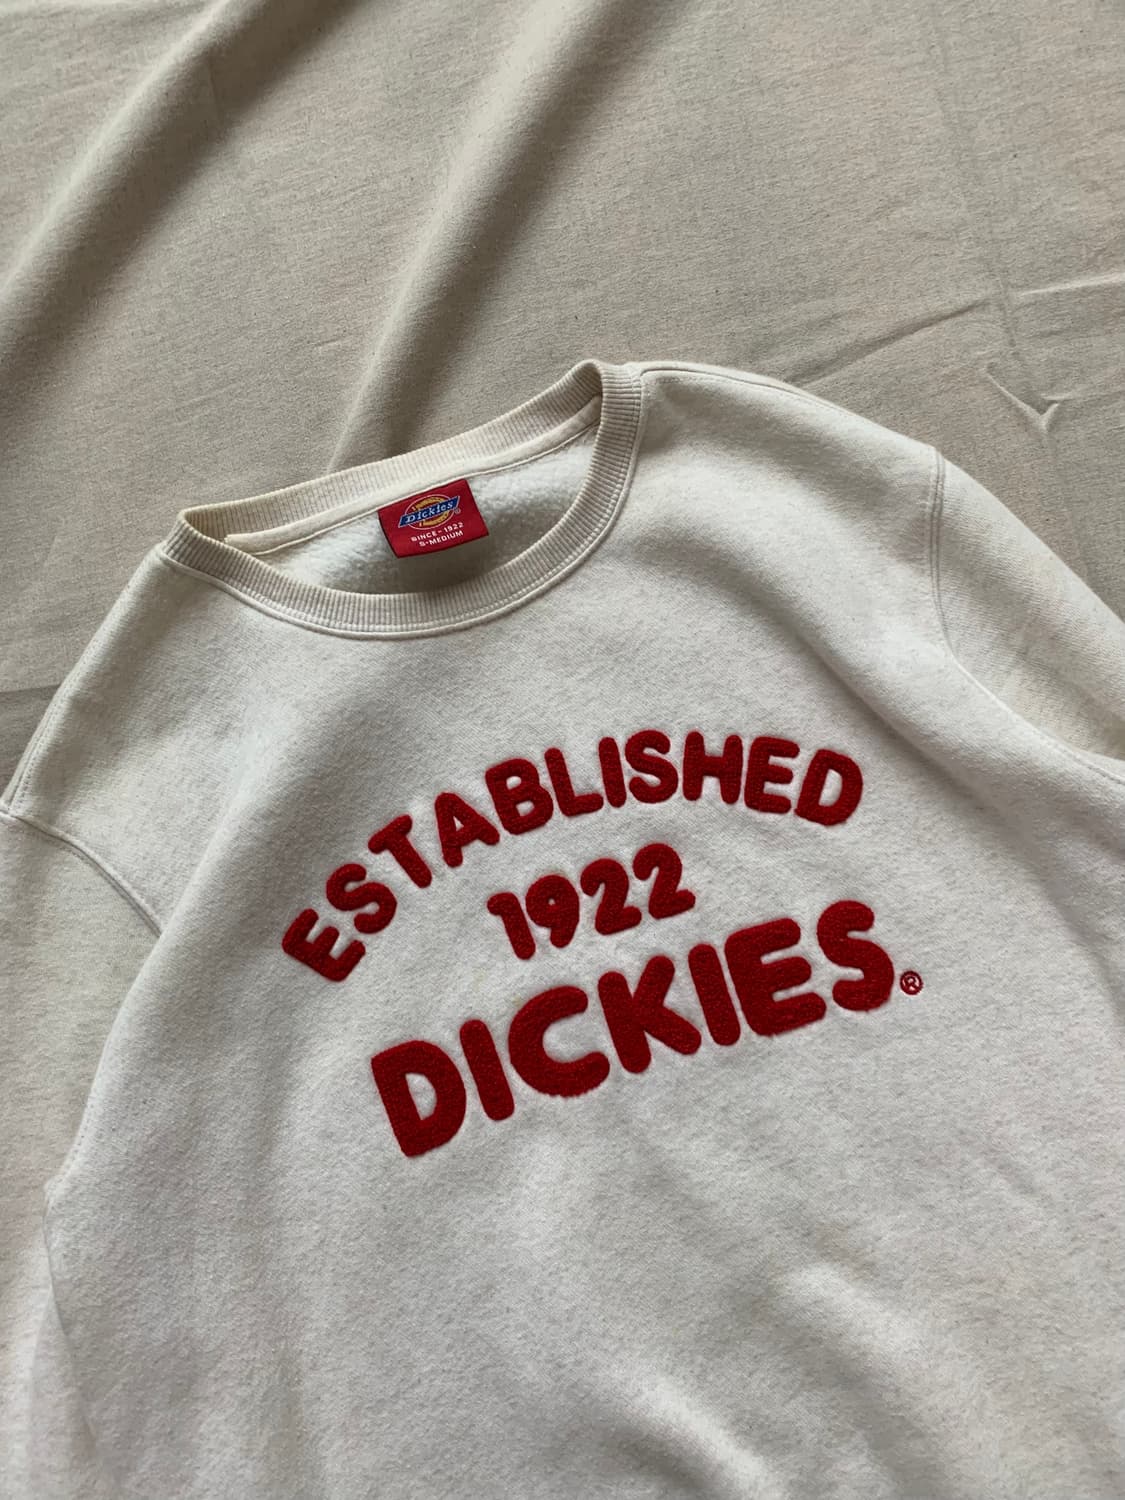 Dickies
SINCE-1922
S-MEDIUM
ESTABLISHED
1922
DICKIES®